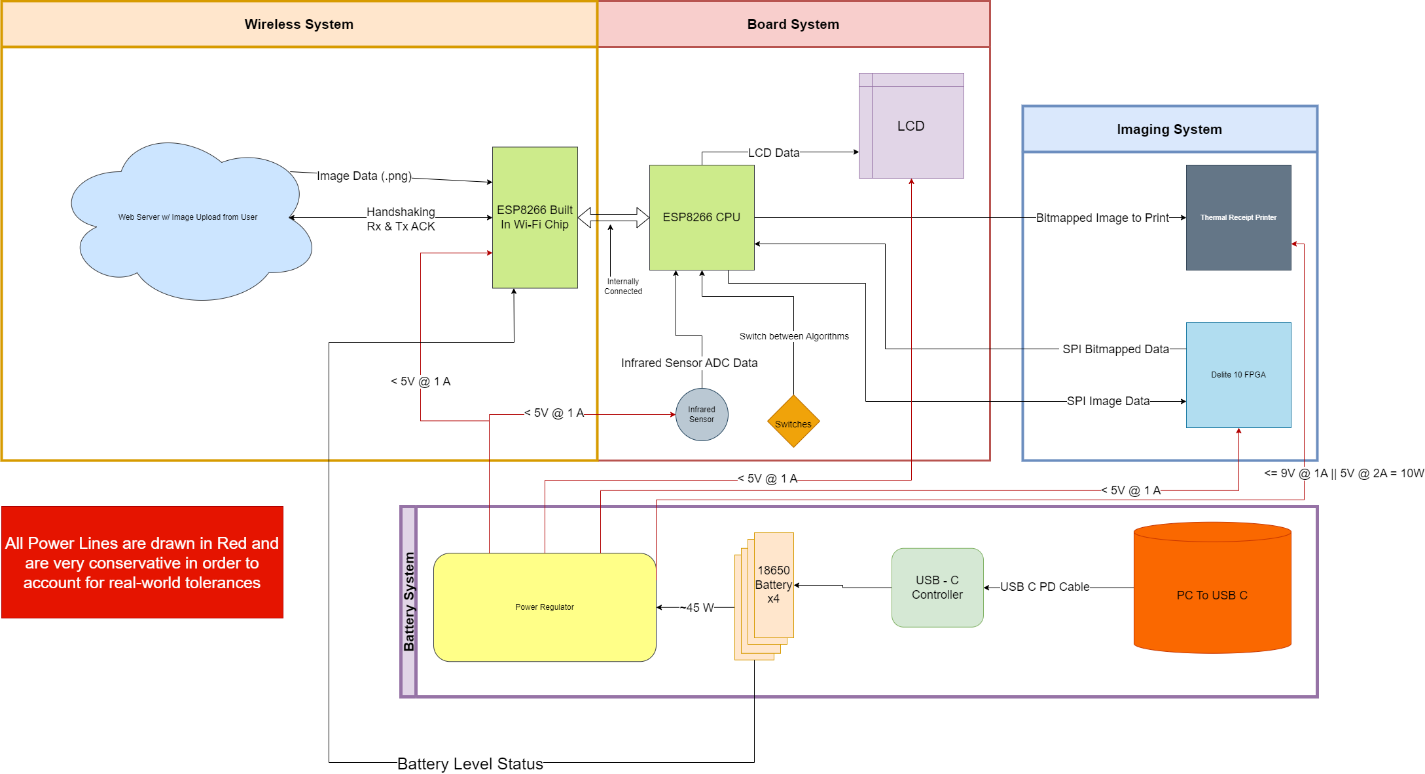 Wireless System
Board System
LCD
Imaging System
LCD Data
Image Data (.png)
Web Server w/ Image Upload from User
Handshaking
Rx & Tx ACK
ESP8266 Built
In Wi-Fi Chip
ESP8266 CPU
Bitmapped Image to Print
Thermal Receipt Printer
Internally
Connected
Switch between Algorithms
SPI Bitmapped Data
Infrared Sensor ADC Data
Delite 10 FPGA
< 5V @ 1 A
SPI Image Data
< 5V @ 1 A
Infrared
Sensor
Switches
<= 9V @ 1A || 5V @ 2A = 10W
< 5V @ 1 A
< 5V @ 1 A
All Power Lines are drawn in Red and
are very conservative in order to
account for real-world tolerances
Battery System
Power Regulator
~45 W
18650
Battery
x4
USB - C
Controller
USB C PD Cable
PC To USB C
Battery Level Status